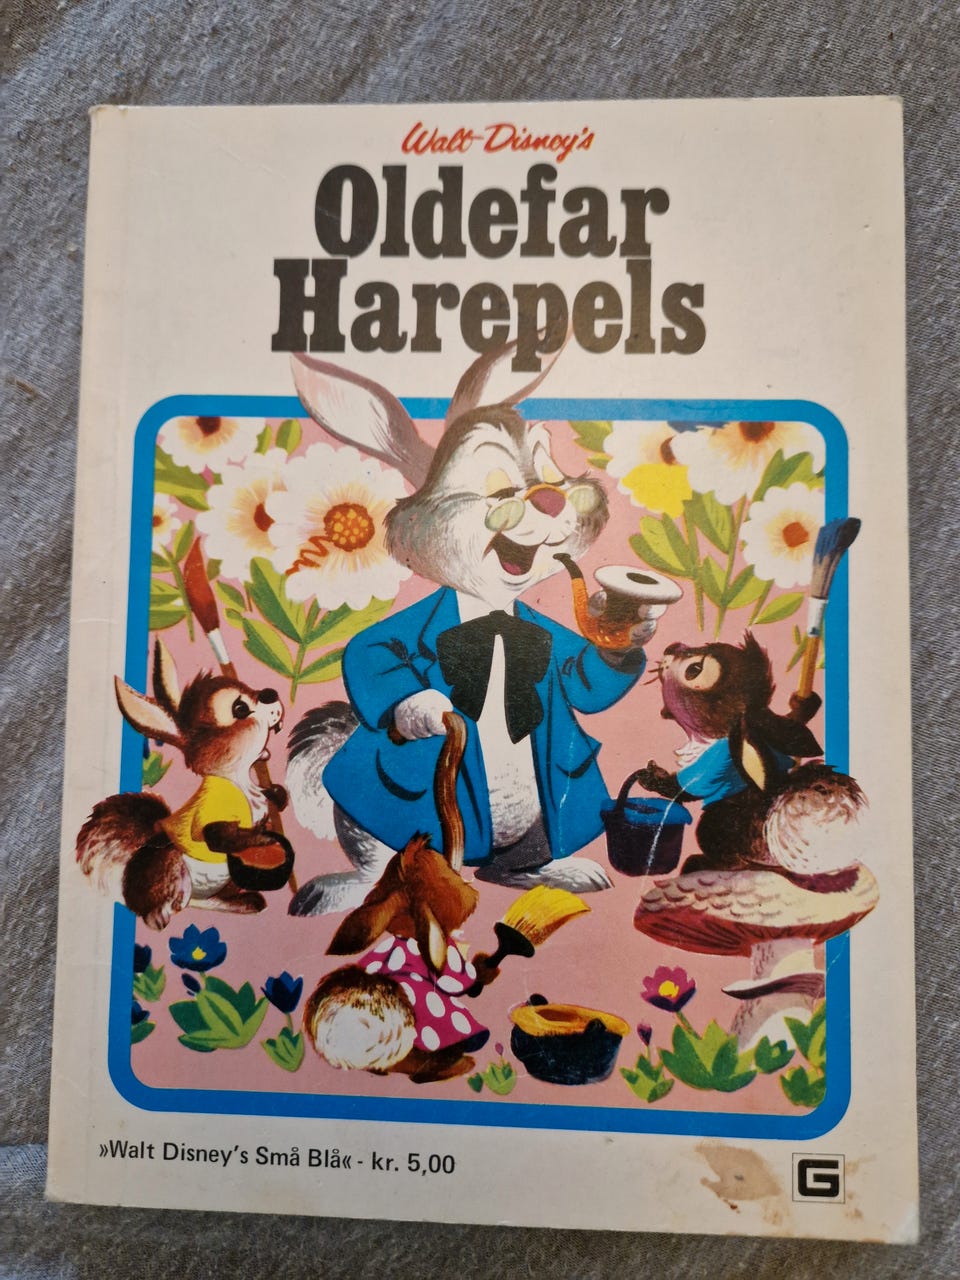 Walt Disney's
Oldefar
Harepels
»Walt Disney's Små Blå« - kr. 5,00
G